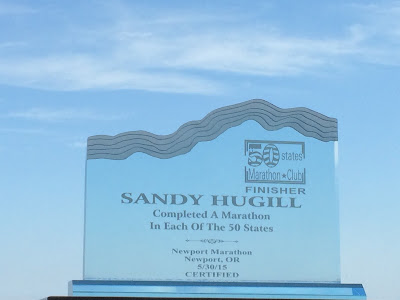 50 states
Marathon★Club
FINISHER
SANDY HUGILL
Completed A Marathon
In Each Of The 50 States
Newport Marathon
Newport, OR
5/30/15
CERTIFIED